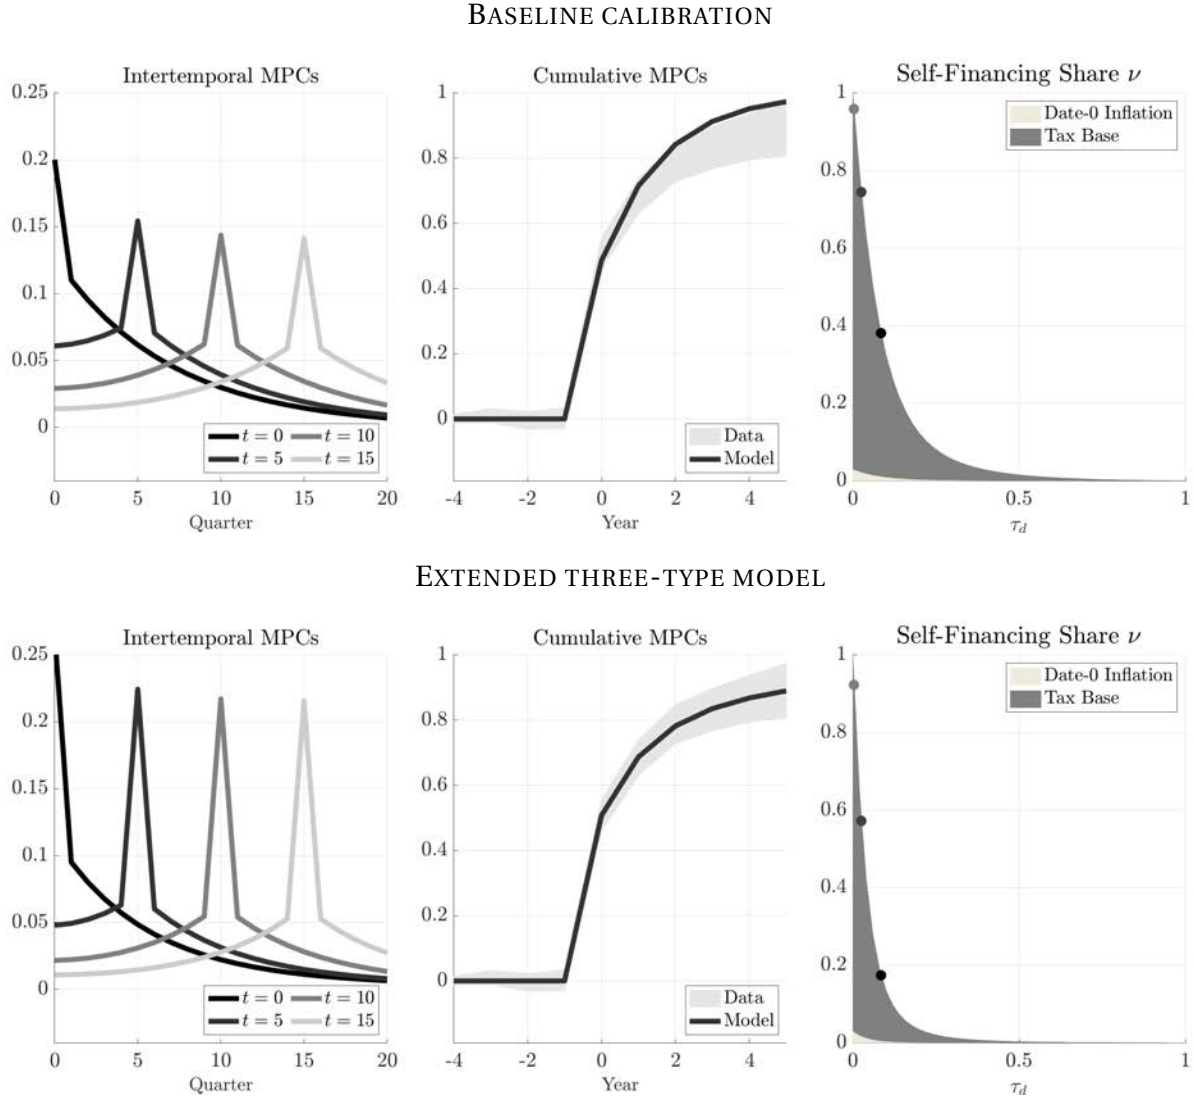 BASELINE CALIBRATION
Intertemporal MPCs
0.25
0.2
0.15
0.1
0.05
0
t = 0
t = 10
t = 5
t = 15
0 5 10 15 20
Quarter
Cumulative MPCs
1
0.8
0.6
0.4
0.2
0
Data
Model
-4 -2 0 2 4
Year
Self-Financing Share ν
1
0.8
0.6
0.4
0.2
0
Date-0 Inflation
Tax Base
0 0.5 1
τd
EXTENDED THREE-TYPE MODEL
Intertemporal MPCs
0.25
0.2
0.15
0.1
0.05
0
t = 0
t = 10
t = 5
t = 15
0 5 10 15 20
Quarter
Cumulative MPCs
1
0.8
0.6
0.4
0.2
0
Data
Model
-4 -2 0 2 4
Year
Self-Financing Share ν
1
0.8
0.6
0.4
0.2
0
Date-0 Inflation
Tax Base
0 0.5 1
τd